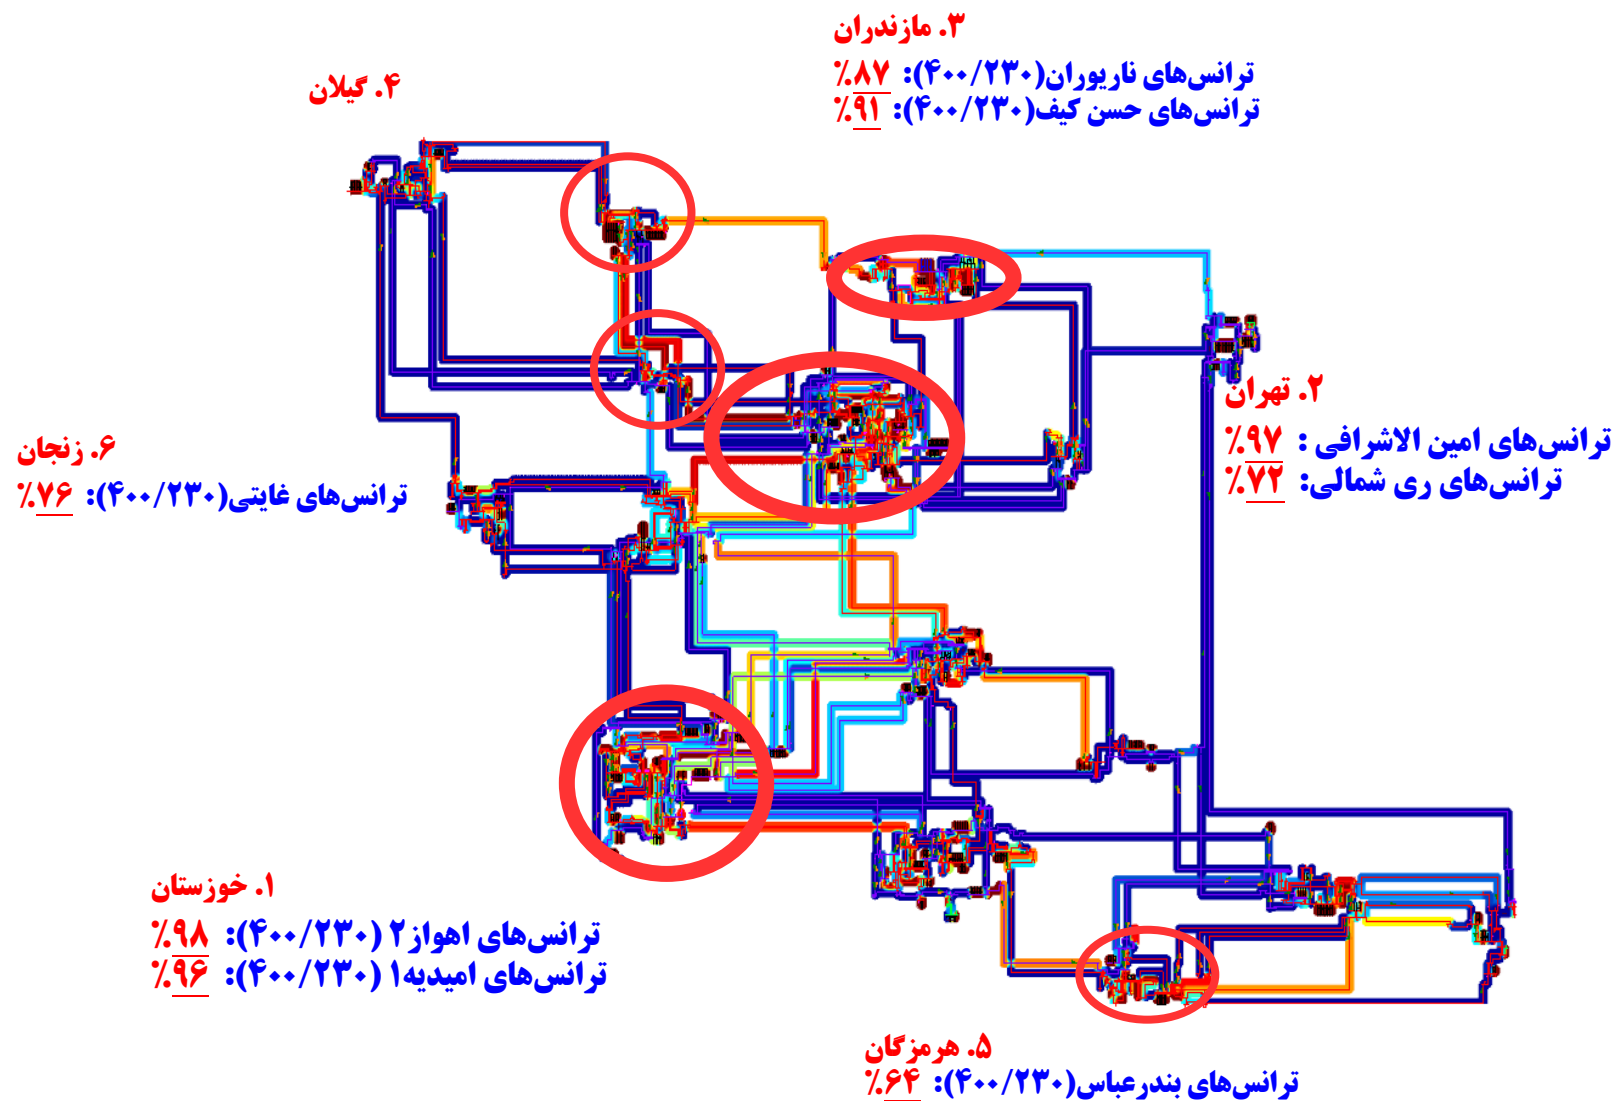 ۳. مازندران
ترانس‌های ناریوران(۴۰۰/۲۳۰): ۸۷٪
ترانس‌های حسن کیف(۴۰۰/۲۳۰): ۹۱٪
۴. گیلان
۲. تهران
ترانس‌های امین الاشرافی : ۹۷٪
ترانس‌های ری شمالی: ۷۲٪
۶. زنجان
ترانس‌های غایتی(۴۰۰/۲۳۰): ۷۶٪
۱. خوزستان
ترانس‌های اهواز۲ (۴۰۰/۲۳۰): ۹۸٪
ترانس‌های امیدیه۱ (۴۰۰/۲۳۰): ۹۶٪
۵. هرمزگان
ترانس‌های بندرعباس(۴۰۰/۲۳۰): ۶۴٪